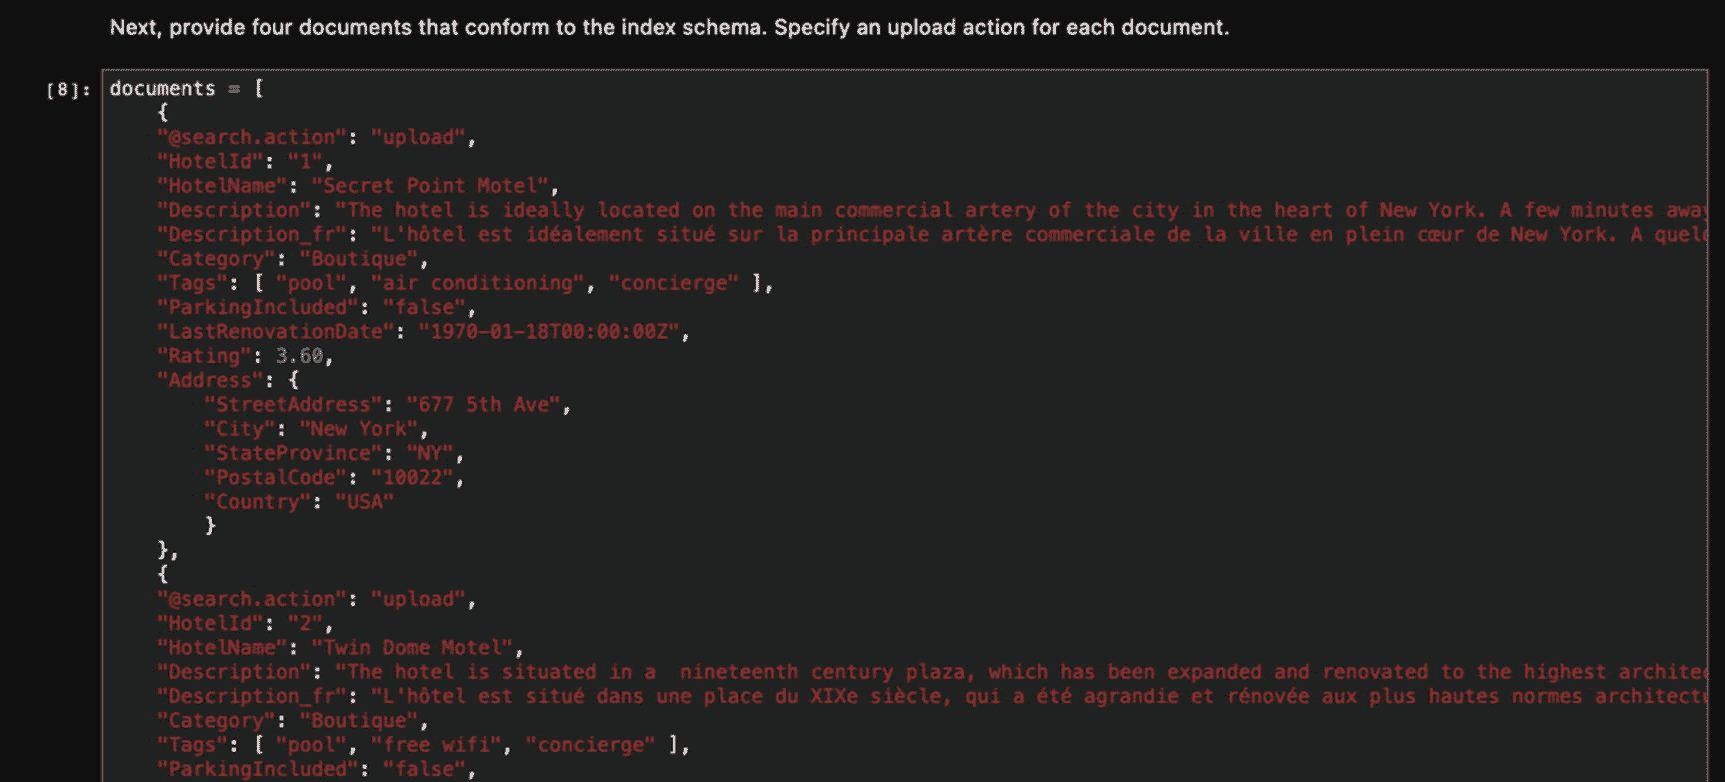 Next, provide four documents that conform to the index schema. Specify an upload action for each document.
[8]: documents = [
{
"@search.action": "upload",
"HotelId": "1",
"HotelName": "Secret Point Motel",
"Description": "The hotel is ideally located on the main commercial artery of the city in the heart of New York. A few minutes away
"Description_fr": "L'hôtel est idéalement situé sur la principale artère commerciale de la ville en plein cœur de New York. A quel
"Category": "Boutique",
"Tags": [ "pool", "air conditioning", "concierge" ],
"ParkingIncluded": "false",
"LastRenovationDate": "1970-01-18T00:00:00Z",
"Rating": 3.60,
"Address": {
"StreetAddress": "677 5th Ave",
"City": "New York",
"StateProvince": "NY",
"PostalCode": "10022",
"Country": "USA"
}
},
{
"@search.action": "upload",
"HotelId": "2",
"HotelName": "Twin Dome Motel",
"Description": "The hotel is situated in a  nineteenth century plaza, which has been expanded and renovated to the highest archite
"Description_fr": "L'hôtel est situé dans une place du XIXe siècle, qui a été agrandie et rénovée aux plus hautes normes architect
"Category": "Boutique",
"Tags": [ "pool", "free wifi", "concierge" ],
"ParkingIncluded": "false",